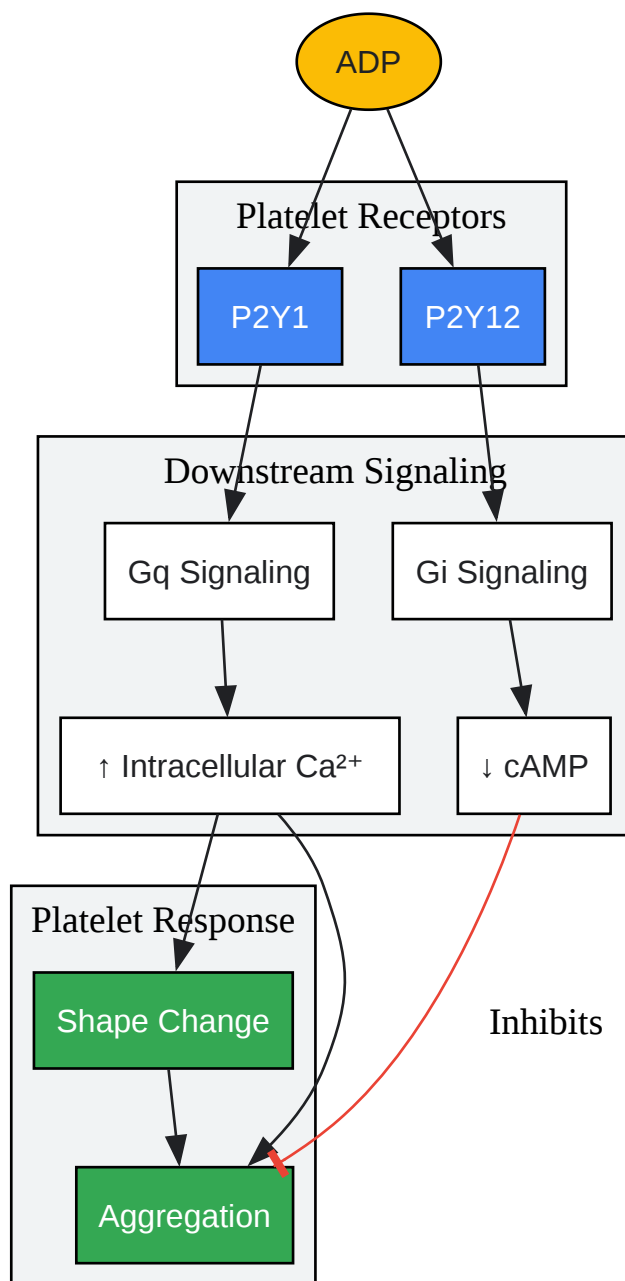 ADP
Platelet Receptors
P2Y1
P2Y12
Downstream Signaling
Gq Signaling
Gi Signaling
↑ Intracellular Ca²⁺
↓ cAMP
Platelet Response
Shape Change
Inhibits
Aggregation